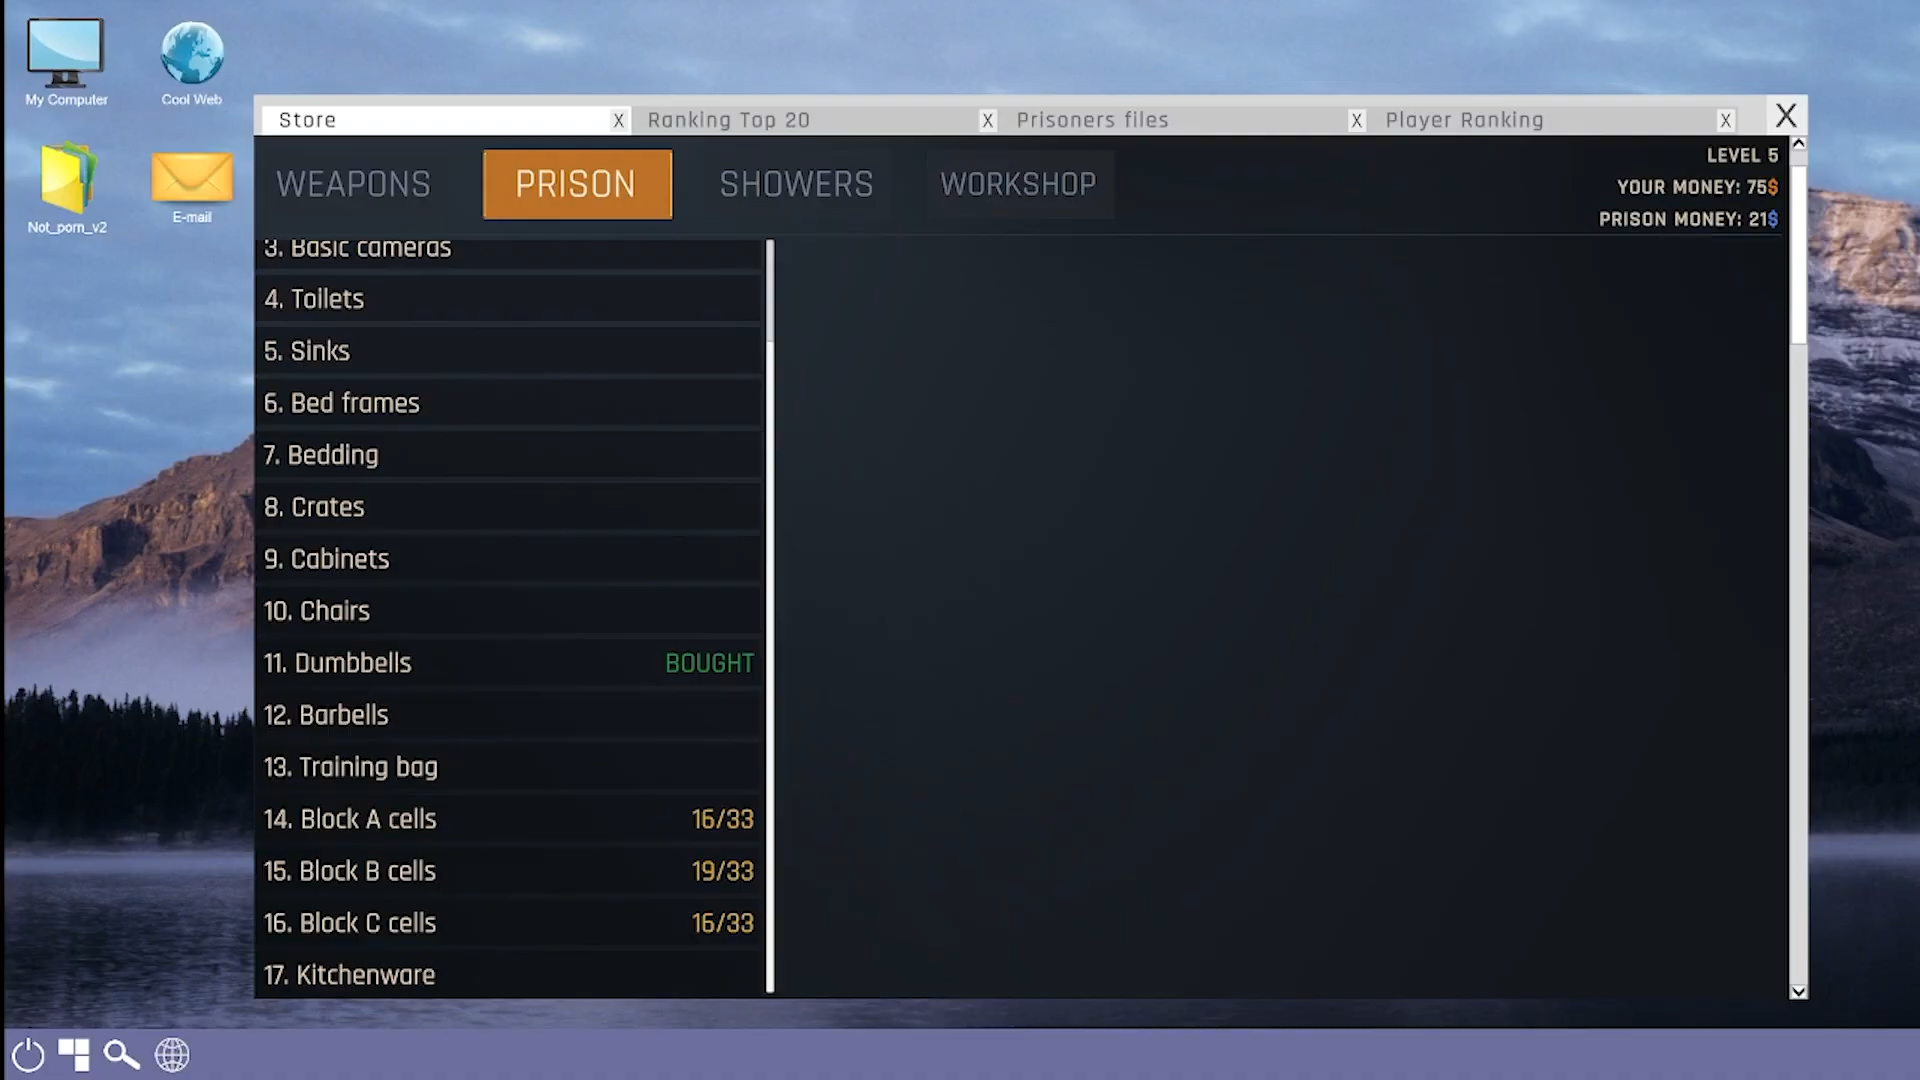 My Computer
Cool Web
Not_porn_v2
E-mail
Store X
Ranking Top 20 X
Prisoners files X
Player Ranking X
X
WEAPONS
PRISON
SHOWERS
WORKSHOP
LEVEL 5
YOUR MONEY: 75$
PRISON MONEY: 21$
3. Basic cameras
4. Toilets
5. Sinks
6. Bed frames
7. Bedding
8. Crates
9. Cabinets
10. Chairs
11. Dumbbells BOUGHT
12. Barbells
13. Training bag
14. Block A cells 16/33
15. Block B cells 19/33
16. Block C cells 16/33
17. Kitchenware